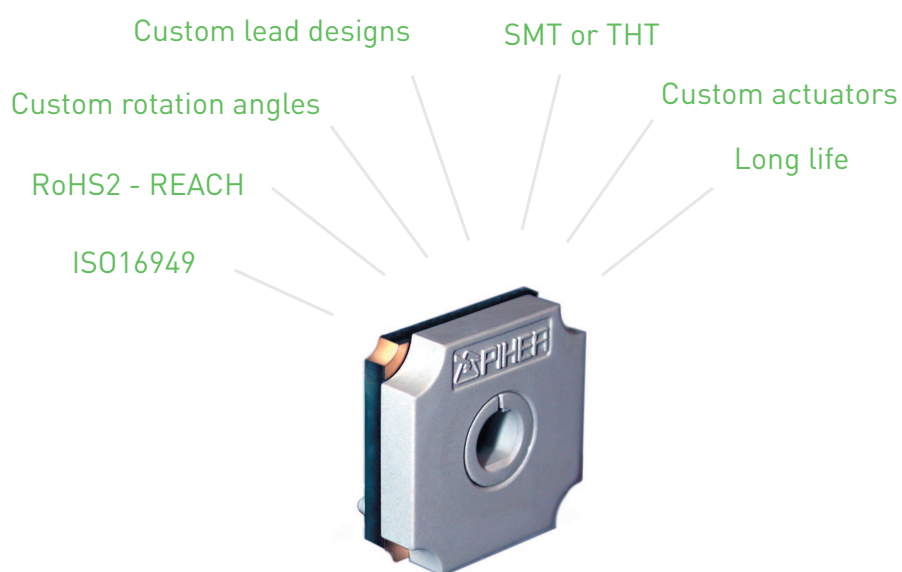 Custom lead designs
SMT or THT
Custom rotation angles
Custom actuators
Long life
RoHS2 - REACH
ISO16949
PIHER